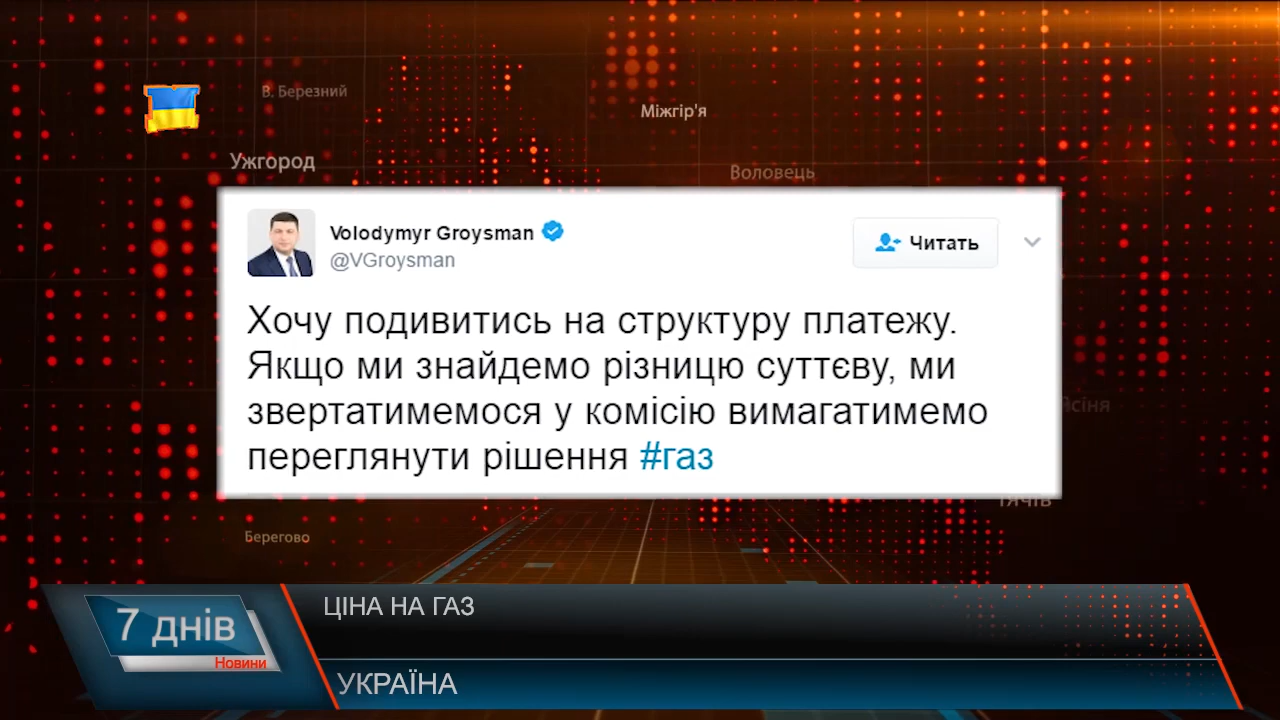 В. Березний
Міжгір'я
Ужгород
Воловець
Volodymyr Groysman
@VGroysman
Читать
Хочу подивитись на структуру платежу.
Якщо ми знайдемо різницю суттєву, ми
звертатимемося у комісію вимагатимемо
переглянути рішення #газ
Берегово
7 днів
Новини
ЦІНА НА ГАЗ
УКРАЇНА